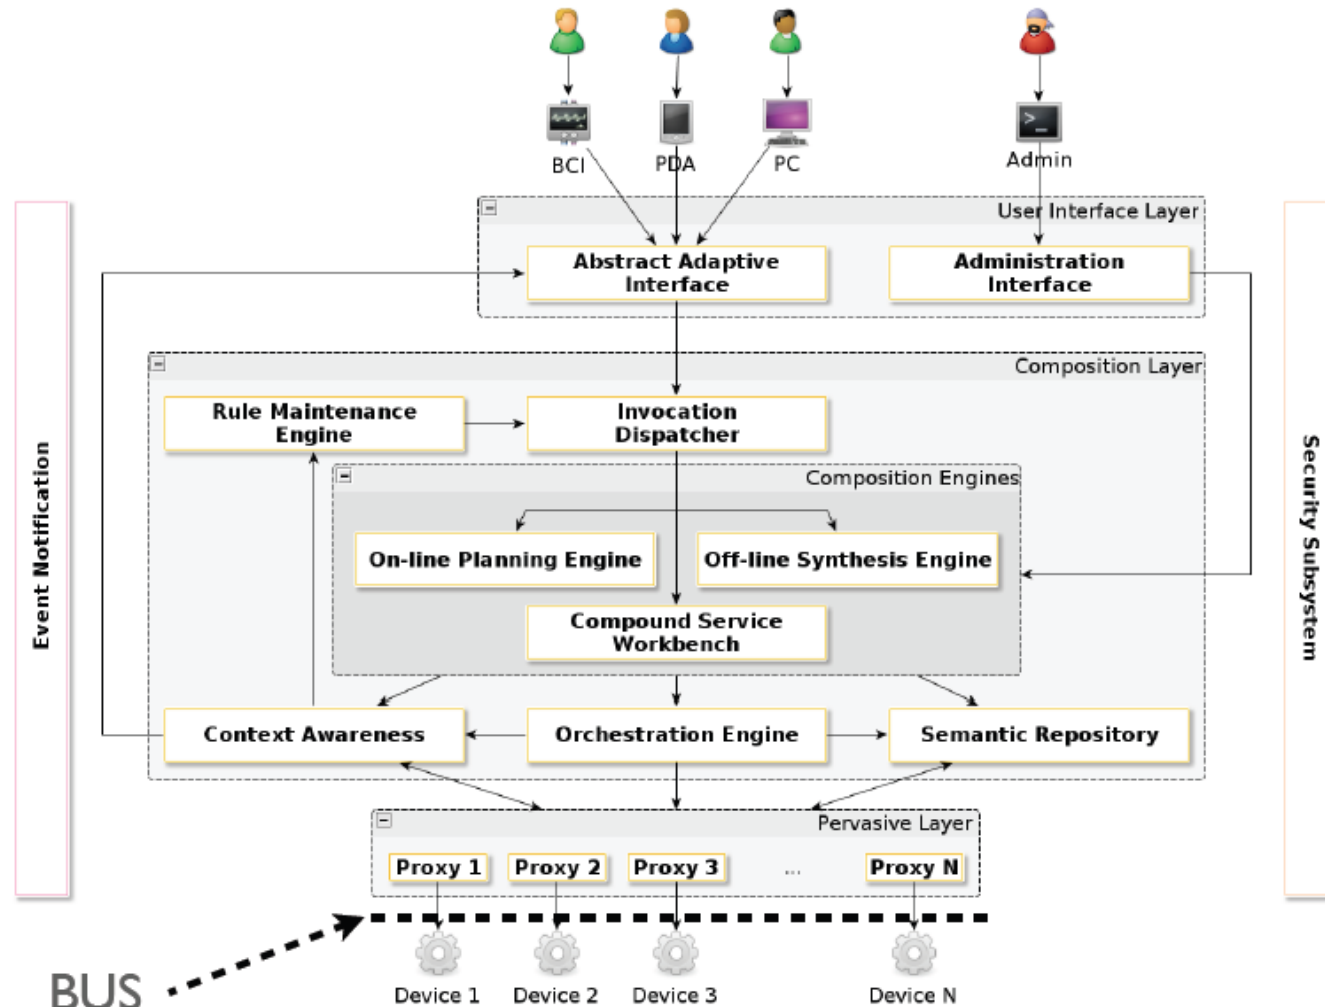 BCI
PDA
PC
Admin
User Interface Layer
Abstract Adaptive
Interface
Administration
Interface
Composition Layer
Rule Maintenance
Engine
Invocation
Dispatcher
Composition Engines
On-line Planning Engine
Off-line Synthesis Engine
Compound Service
Workbench
Context Awareness
Orchestration Engine
Semantic Repository
Pervasive Layer
Proxy 1
Proxy 2
Proxy 3
...
Proxy N
Device 1
Device 2
Device 3
Device N
BUS
Event Notification
Security Subsystem